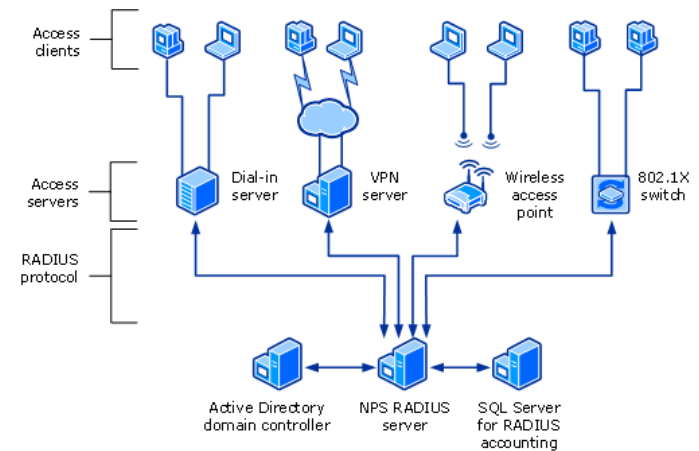 Access
clients
Access
servers
Dial-in
server
VPN
server
Wireless
access
point
802.1X
switch
RADIUS
protocol
Active Directory
domain controller
NPS RADIUS
server
SQL Server
for RADIUS
accounting